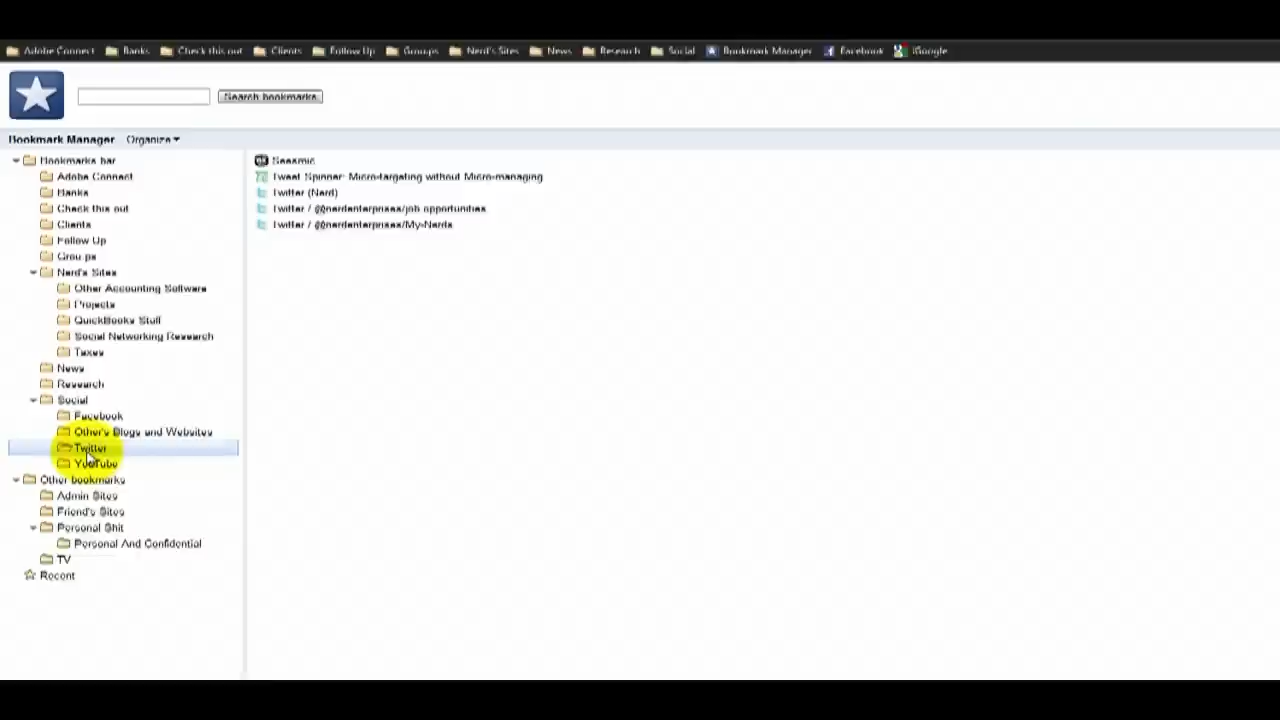 Adobe Connect Banks Check this out Clients Follow Up Groups Nerd's Sites News Research Social Bookmark Manager Facebook iGoogle
Search bookmarks
Bookmark Manager Organize
Bookmarks bar
Adobe Connect
Banks
Check this out
Clients
Follow Up
Groups
Nerd's Sites
Other Accounting Software
Projects
QuickBooks Stuff
Social Networking Research
Taxes
News
Research
Social
Facebook
Other's Blogs and Websites
Twitter
YouTube
Other bookmarks
Admin Sites
Friend's Sites
Personal Shit
Personal And Confidential
TV
Recent
Seesmic
Tweet Spinner: Micro-targeting without Micro-managing
Twitter (Nerd)
Twitter / @nerdenterprises/job opportunities
Twitter / @nerdenterprises/My-Nerds